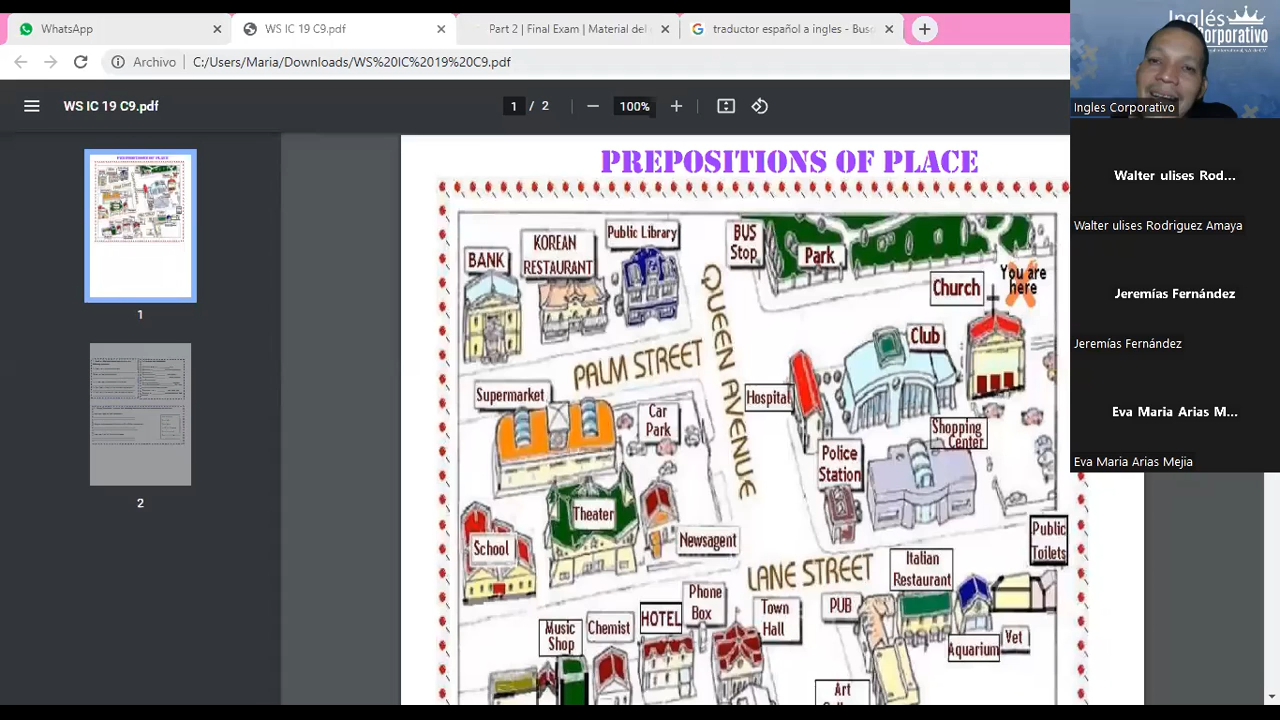 WhatsApp
WS IC 19 C9.pdf
Part 2 | Final Exam | Material del
traductor español a ingles - Bus
Archivo
C:/Users/Maria/Downloads/WS%20IC%2019%20C9.pdf
WS IC 19 C9.pdf
1 / 2
100%
1
2
PREPOSITIONS OF PLACE
BANK
KOREAN
RESTAURANT
Public Library
BUS
Stop
Park
Church
You are
here
QUEEN AVENUE
PALM STREET
Club
Supermarket
Car
Park
Hospital
Shopping
Center
Police
Station
School
Theater
Newsagent
LANE STREET
Public
Toilets
Italian
Restaurant
Phone
Box
Music
Shop
Chemist
HOTEL
Town
Hall
PUB
Aquarium
Vet
Art
Inglés
Corporativo
Ingles Corporativo
Walter ulises Rod...
Walter ulises Rodriguez Amaya
Jeremías Fernández
Jeremías Fernández
Eva Maria Arias M...
Eva Maria Arias Mejia